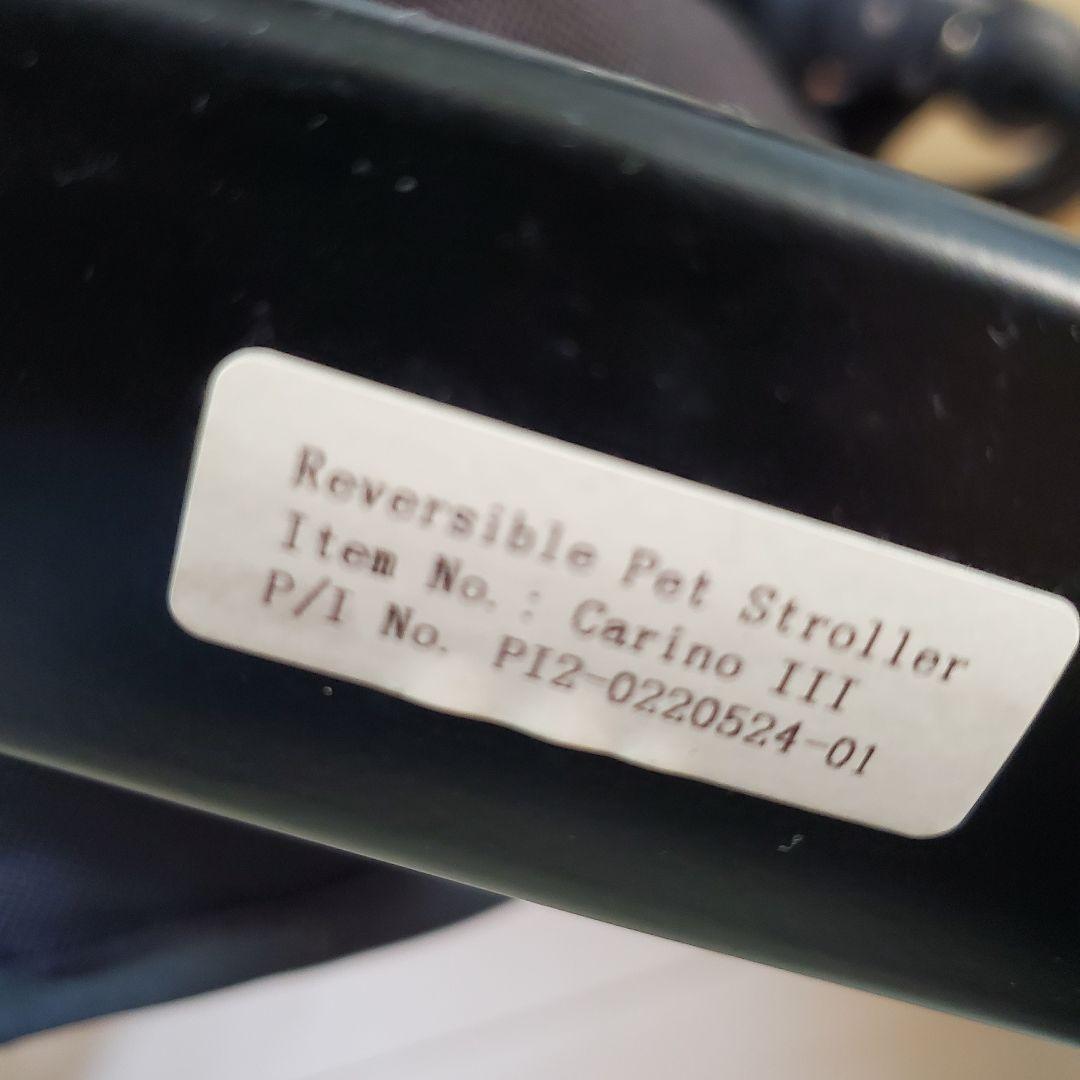 Reversible Pet Stroller
Item No.: Carino III
P/I No. PI2-0220524-01